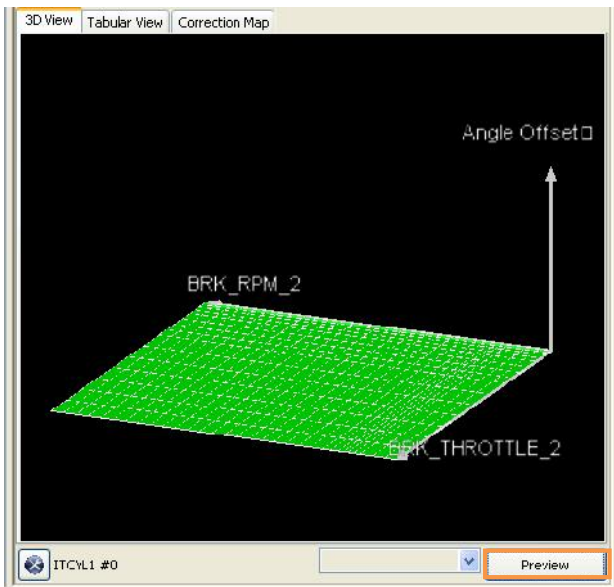 3D View Tabular View Correction Map
Angle Offset□
BRK_RPM_2
BRK_THROTTLE_2
ITCYL1 #0 Preview